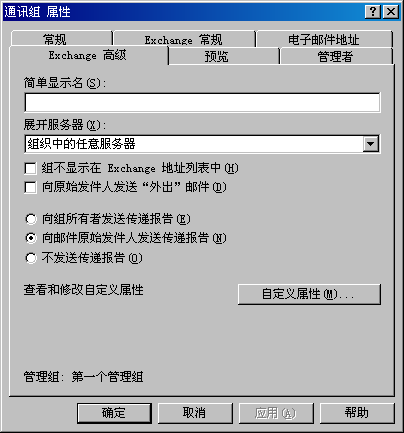 通讯组 属性
常规 Exchange 常规 电子邮件地址
Exchange 高级 预览 管理者
简单显示名(S):
展开服务器(X):
组织中的任意服务器
组不显示在 Exchange 地址列表中(H)
向原始发件人发送“外出”邮件(D)
向组所有者发送传递报告(E)
向邮件原始发件人发送传递报告(N)
不发送传递报告(O)
查看和修改自定义属性 自定义属性(M)...
管理组: 第一个管理组
确定 取消 应用(A) 帮助